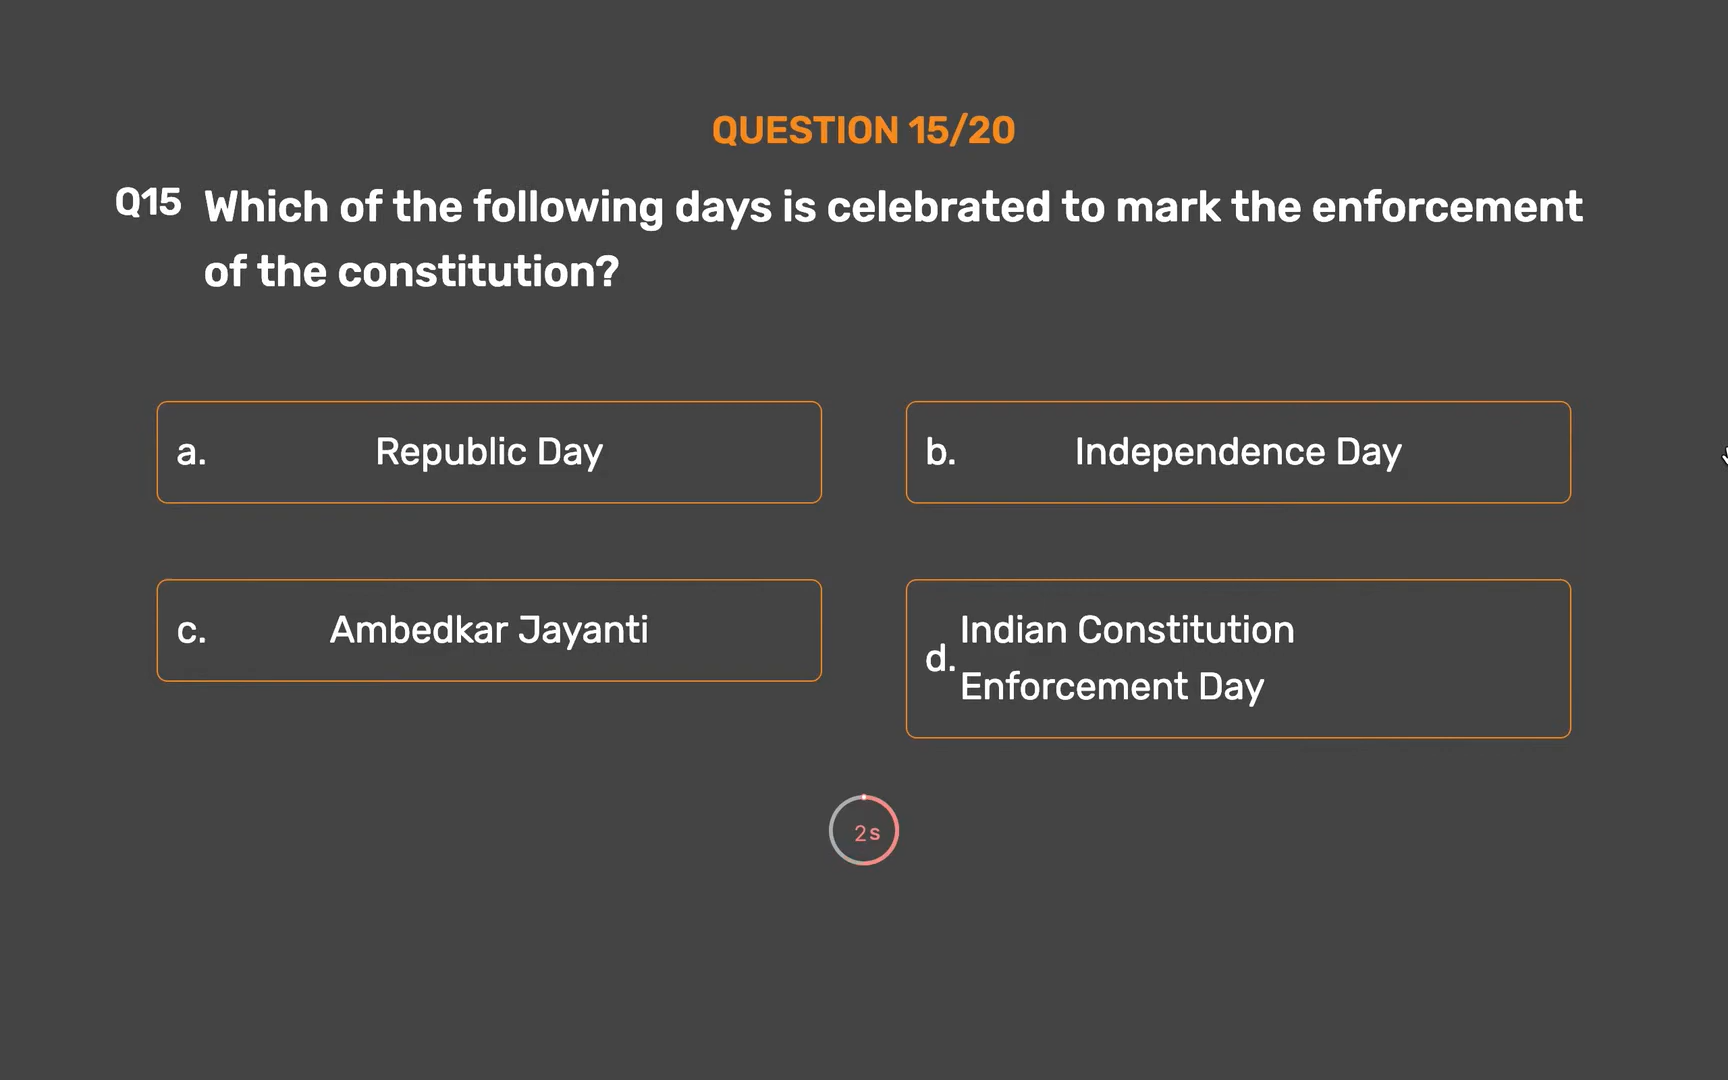 QUESTION 15/20
Q15 Which of the following days is celebrated to mark the enforcement
of the constitution?
a. Republic Day
b. Independence Day
c. Ambedkar Jayanti
d. Indian Constitution
Enforcement Day
2s